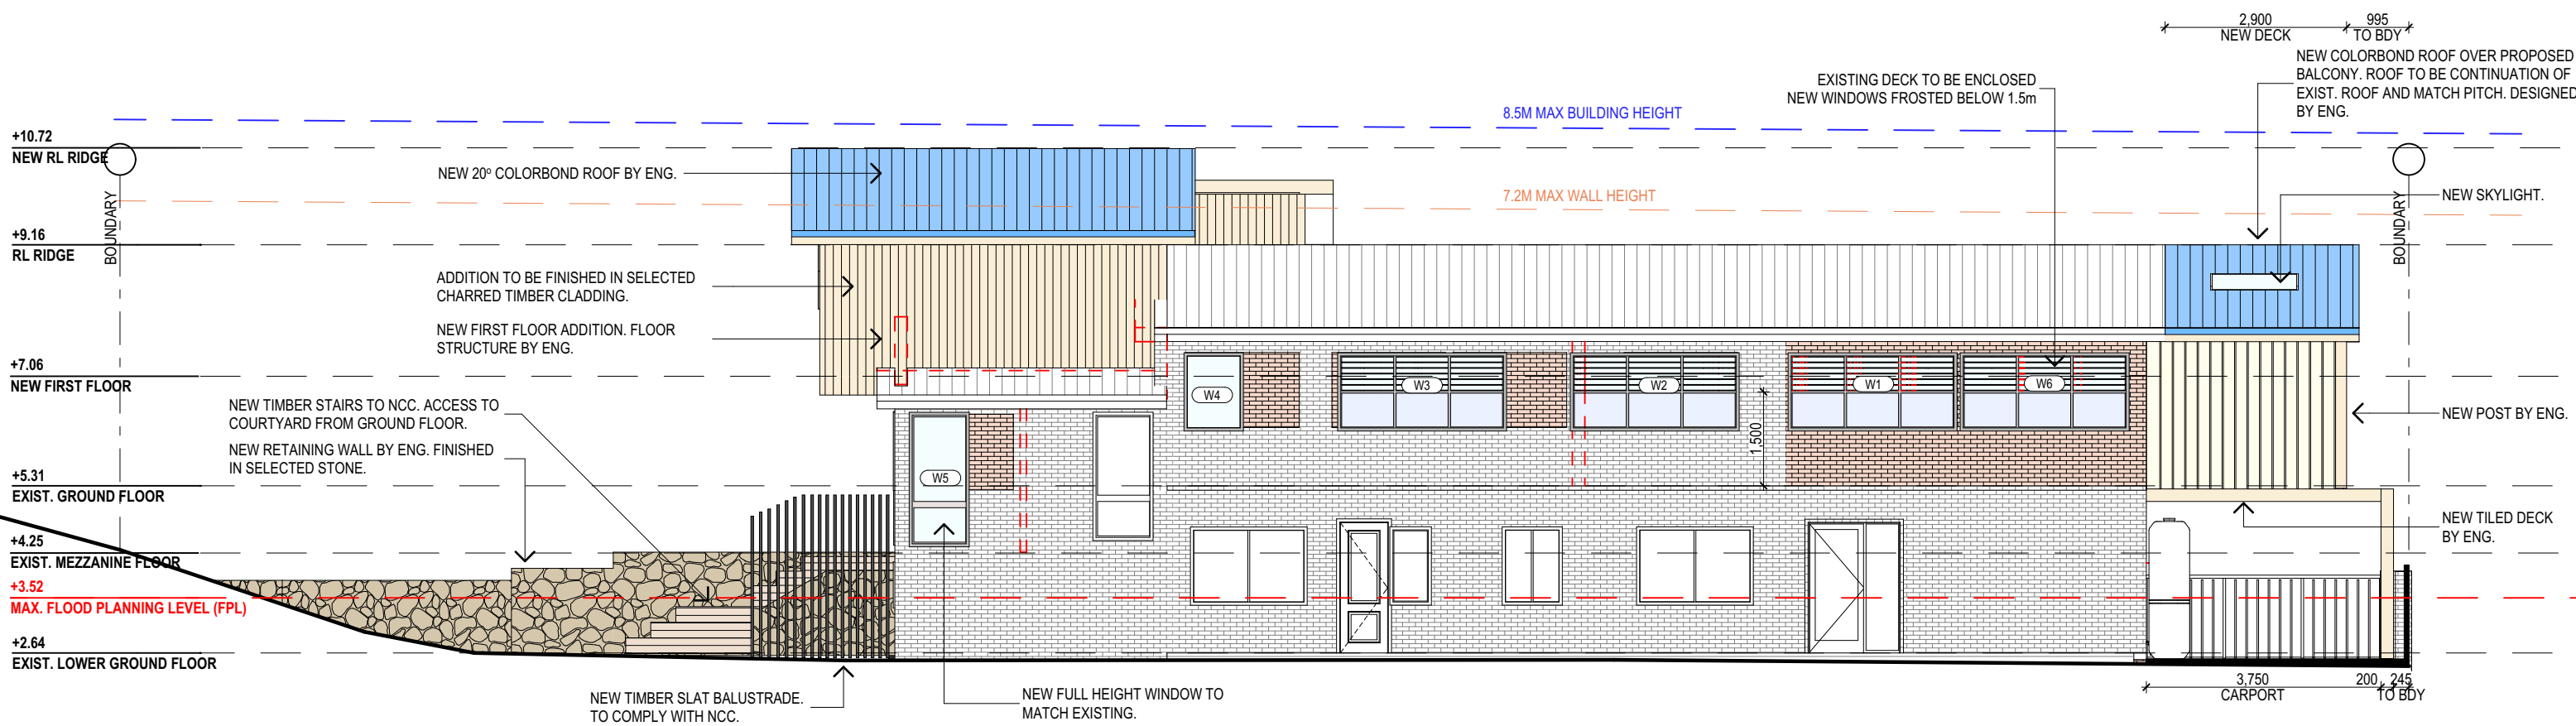 2,900
NEW DECK
995
TO BDY
NEW COLORBOND ROOF OVER PROPOSED
BALCONY. ROOF TO BE CONTINUATION OF
EXIST. ROOF AND MATCH PITCH. DESIGNED
BY ENG.
EXISTING DECK TO BE ENCLOSED
NEW WINDOWS FROSTED BELOW 1.5m
8.5M MAX BUILDING HEIGHT
+10.72
NEW RL RIDGE
BOUNDARY
NEW 20º COLORBOND ROOF BY ENG.
7.2M MAX WALL HEIGHT
BOUNDARY
NEW SKYLIGHT.
+9.16
RL RIDGE
ADDITION TO BE FINISHED IN SELECTED
CHARRED TIMBER CLADDING.
NEW FIRST FLOOR ADDITION. FLOOR
STRUCTURE BY ENG.
+7.06
NEW FIRST FLOOR
W4
W3
W2
W1
W6
NEW TIMBER STAIRS TO NCC. ACCESS TO
COURTYARD FROM GROUND FLOOR.
NEW POST BY ENG.
1,500
NEW RETAINING WALL BY ENG. FINISHED
IN SELECTED STONE.
W5
+5.31
EXIST. GROUND FLOOR
NEW TILED DECK
BY ENG.
+4.25
EXIST. MEZZANINE FLOOR
+3.52
MAX. FLOOD PLANNING LEVEL (FPL)
+2.64
EXIST. LOWER GROUND FLOOR
NEW TIMBER SLAT BALUSTRADE.
TO COMPLY WITH NCC.
NEW FULL HEIGHT WINDOW TO
MATCH EXISTING.
3,750
CARPORT
200
245
TO BDY